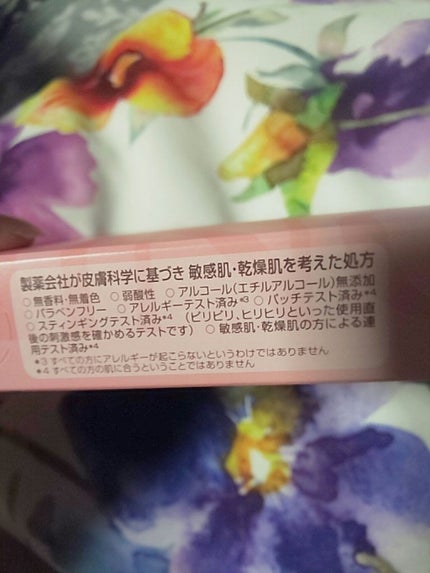 製薬会社が皮膚科学に基づき 敏感肌・乾燥肌を考えた処方
○無香料・無着色 ○弱酸性 ○アルコール(エチルアルコール)無添加
○パラベンフリー ○アレルギーテスト済み*3 ○パッチテスト済み*4
○スティンギングテスト済み*4 (ピリピリ、ヒリヒリといった使用直
後の刺激感を確かめるテストです) ○敏感肌・乾燥肌の方による連
用テスト済み*4
*3 すべての方にアレルギーが起こらないというわけではありません
*4 すべての方の肌に合うということではありません